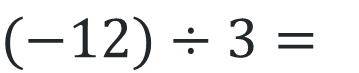 (−12) ÷ 3 =